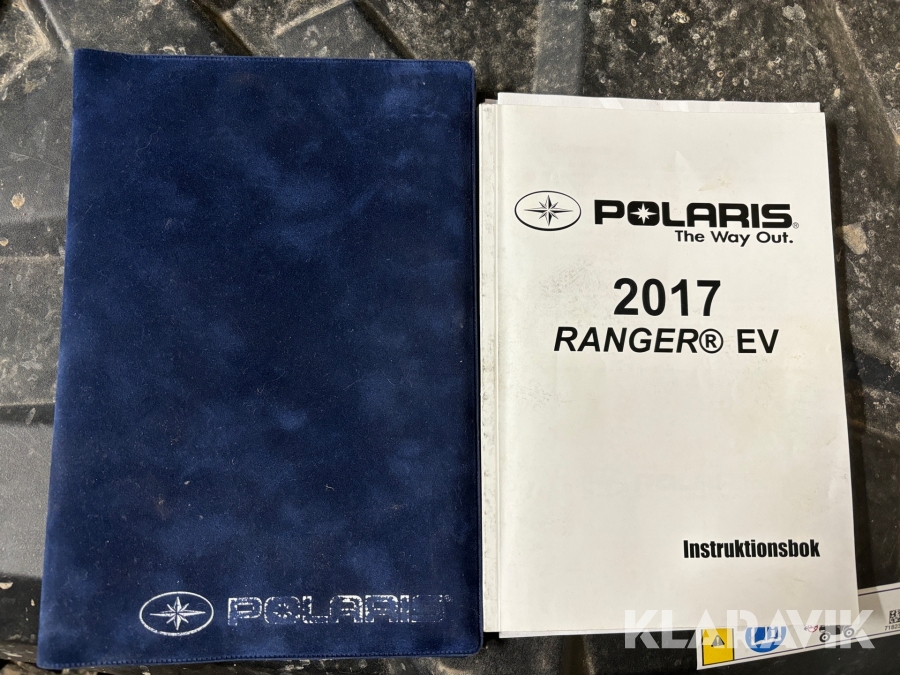 POLARIS
POLARIS®
The Way Out.
2017
RANGER® EV
Instruktionsbok
KLARAVIK